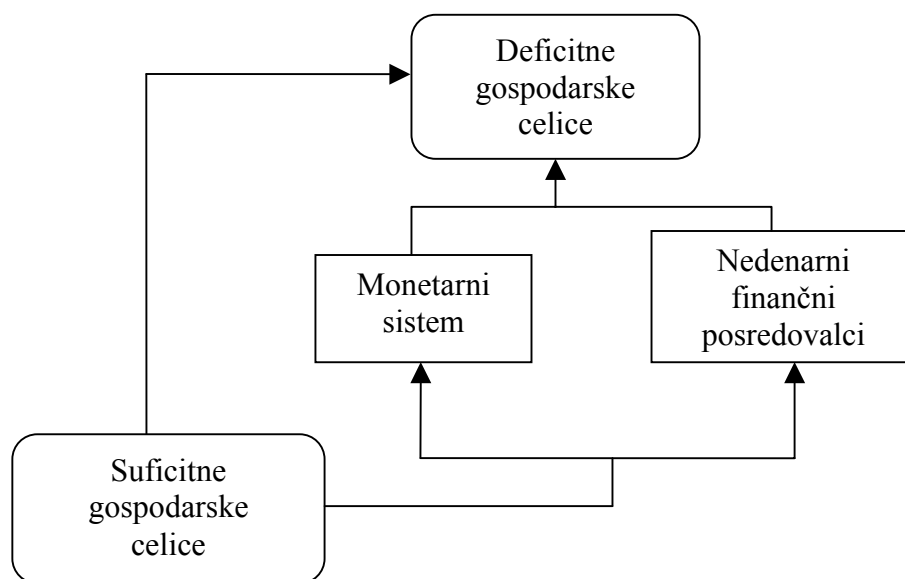 Deficitne
gospodarske
celice
Monetarni
sistem
Nedenarni
finančni
posredovalci
Suficitne
gospodarske
celice